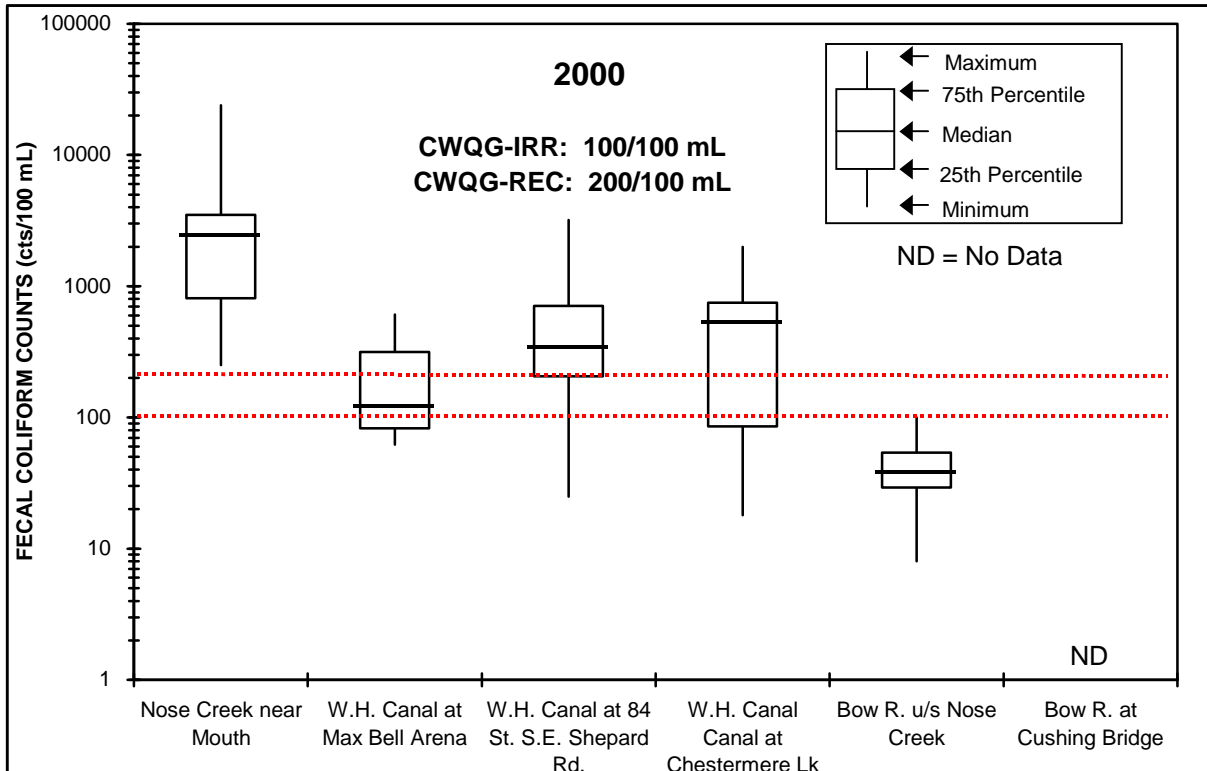 FECAL COLIFORM COUNTS (cts/100 mL)
100000
10000
1000
100
10
1
2000
CWQG-IRR: 100/100 mL
CWQG-REC: 200/100 mL
Maximum
75th Percentile
Median
25th Percentile
Minimum
ND = No Data
ND
Nose Creek near
Mouth
W.H. Canal at
Max Bell Arena
W.H. Canal at 84
St. S.E. Shepard
Rd.
W.H. Canal
Canal at
Chestermere Lk
Bow R. u/s Nose
Creek
Bow R. at
Cushing Bridge